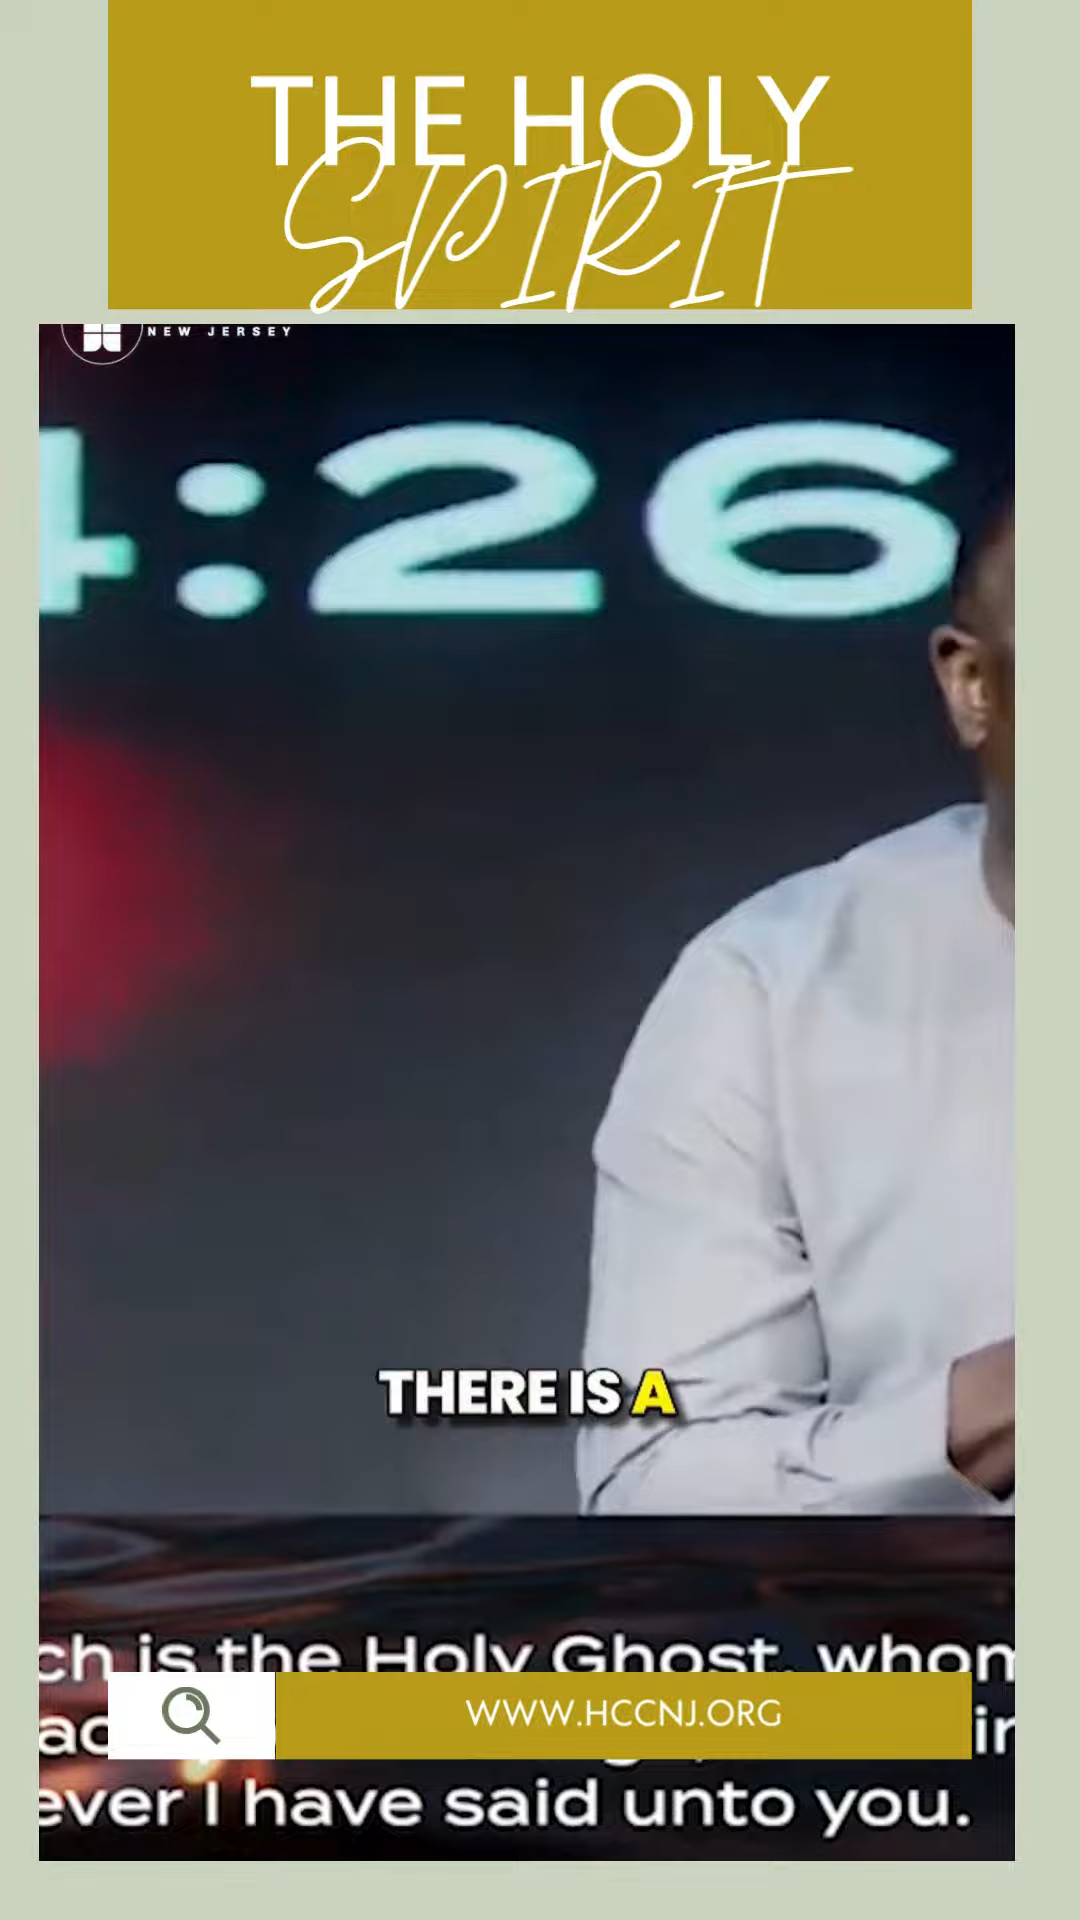 THE HOLY
SPIRIT
NEW JERSEY
4:26
THERE IS A
ch is the Holy Ghost, whom
WWW.HCCNJ.ORG
ever I have said unto you.